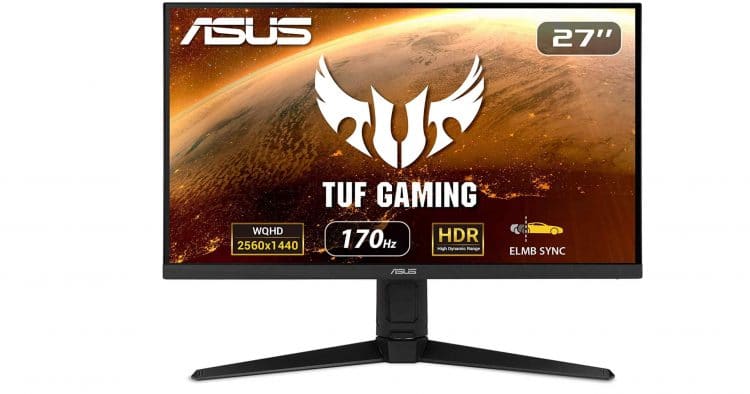 ASUS
27"
TUF GAMING
WQHD
2560x1440
170Hz
HDR
High Dynamic Range
ELMB SYNC
ASUS